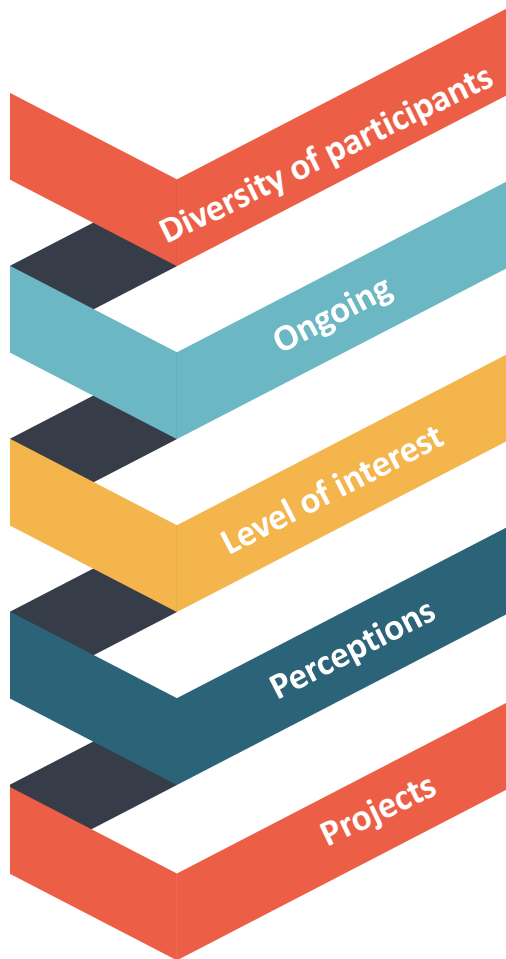 Diversity of participants
Ongoing
Level of interest
Perceptions
Projects